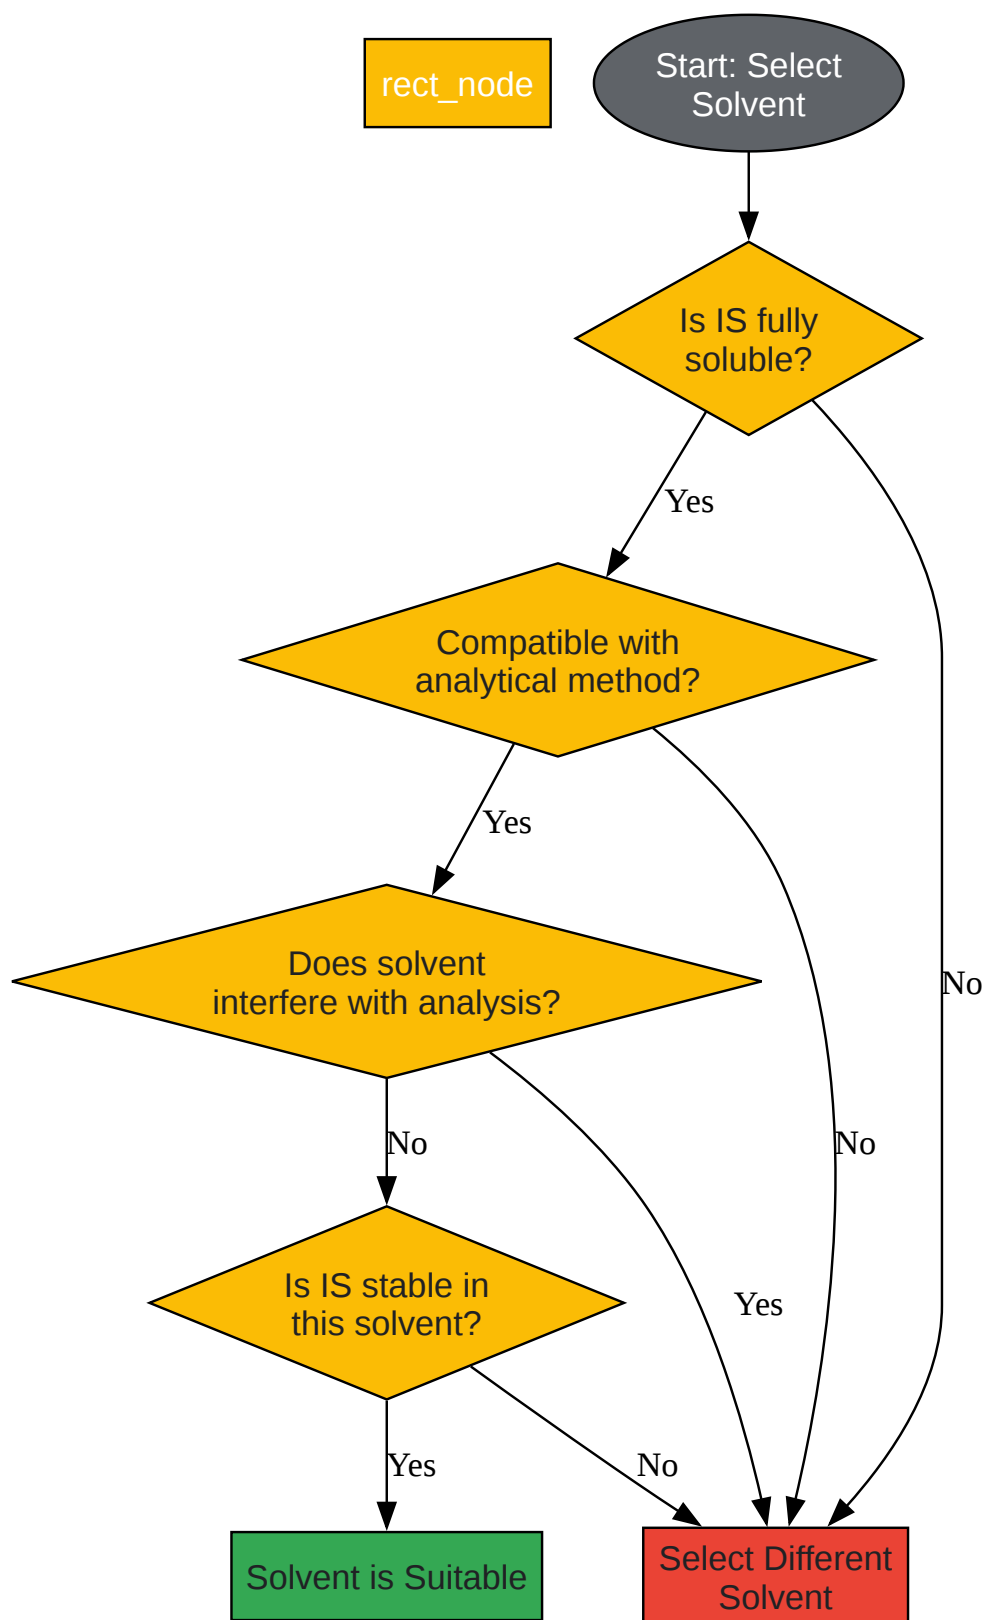 rect_node
Start: Select
Solvent
Is IS fully
soluble?
Yes
Compatible with
analytical method?
Yes
Does solvent
interfere with analysis?
No
No
No
Is IS stable in
this solvent?
Yes
Yes
No
Solvent is Suitable
Select Different
Solvent